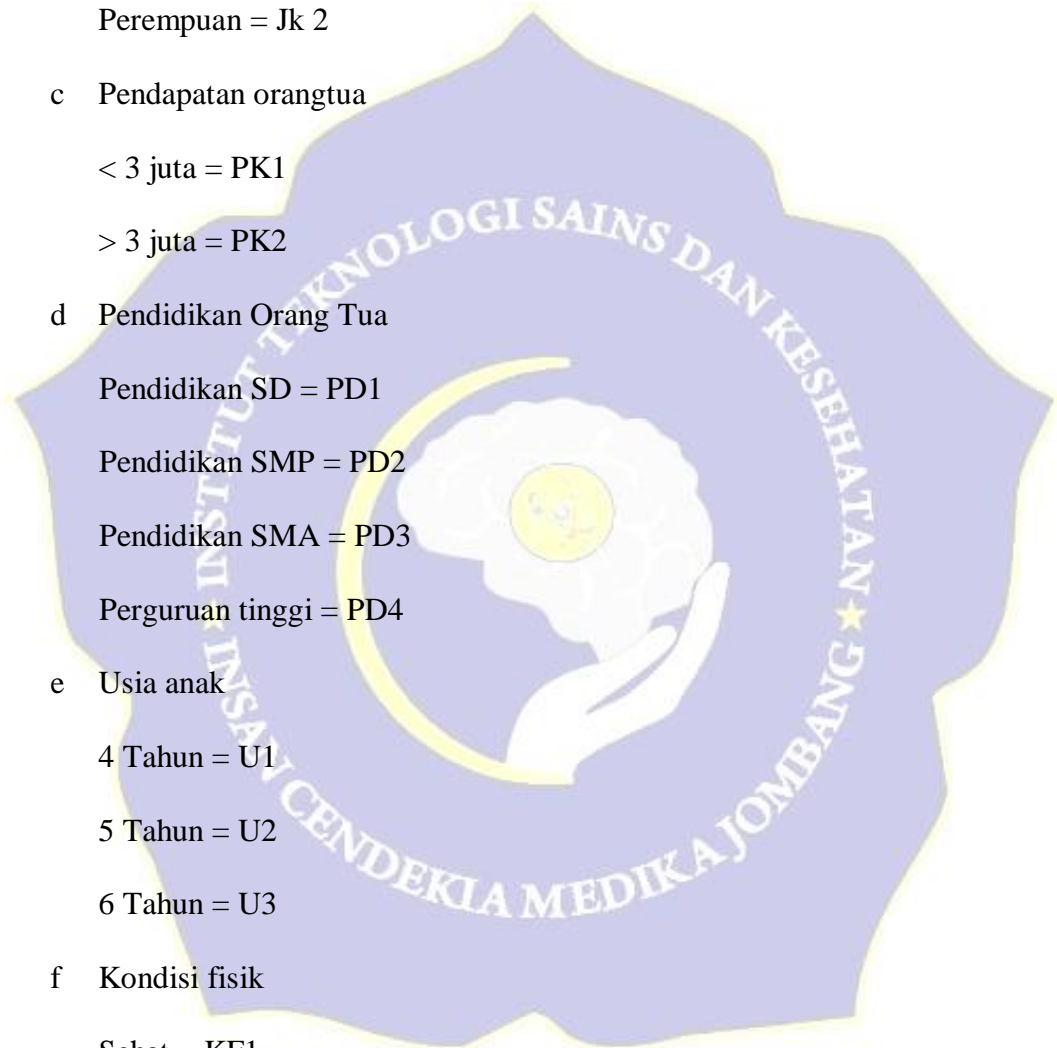 Perempuan = Jk 2
c Pendapatan orangtua
< 3 juta = PK1
> 3 juta = PK2
d Pendidikan Orang Tua
Pendidikan SD = PD1
Pendidikan SMP = PD2
Pendidikan SMA = PD3
Perguruan tinggi = PD4
e Usia anak
4 Tahun = U1
5 Tahun = U2
6 Tahun = U3
f Kondisi fisik
INSTITUT TEKNOLOGI SAINS DAN KESEHATAN
INSAN CENDEKIA MEDIKA JOMBANG